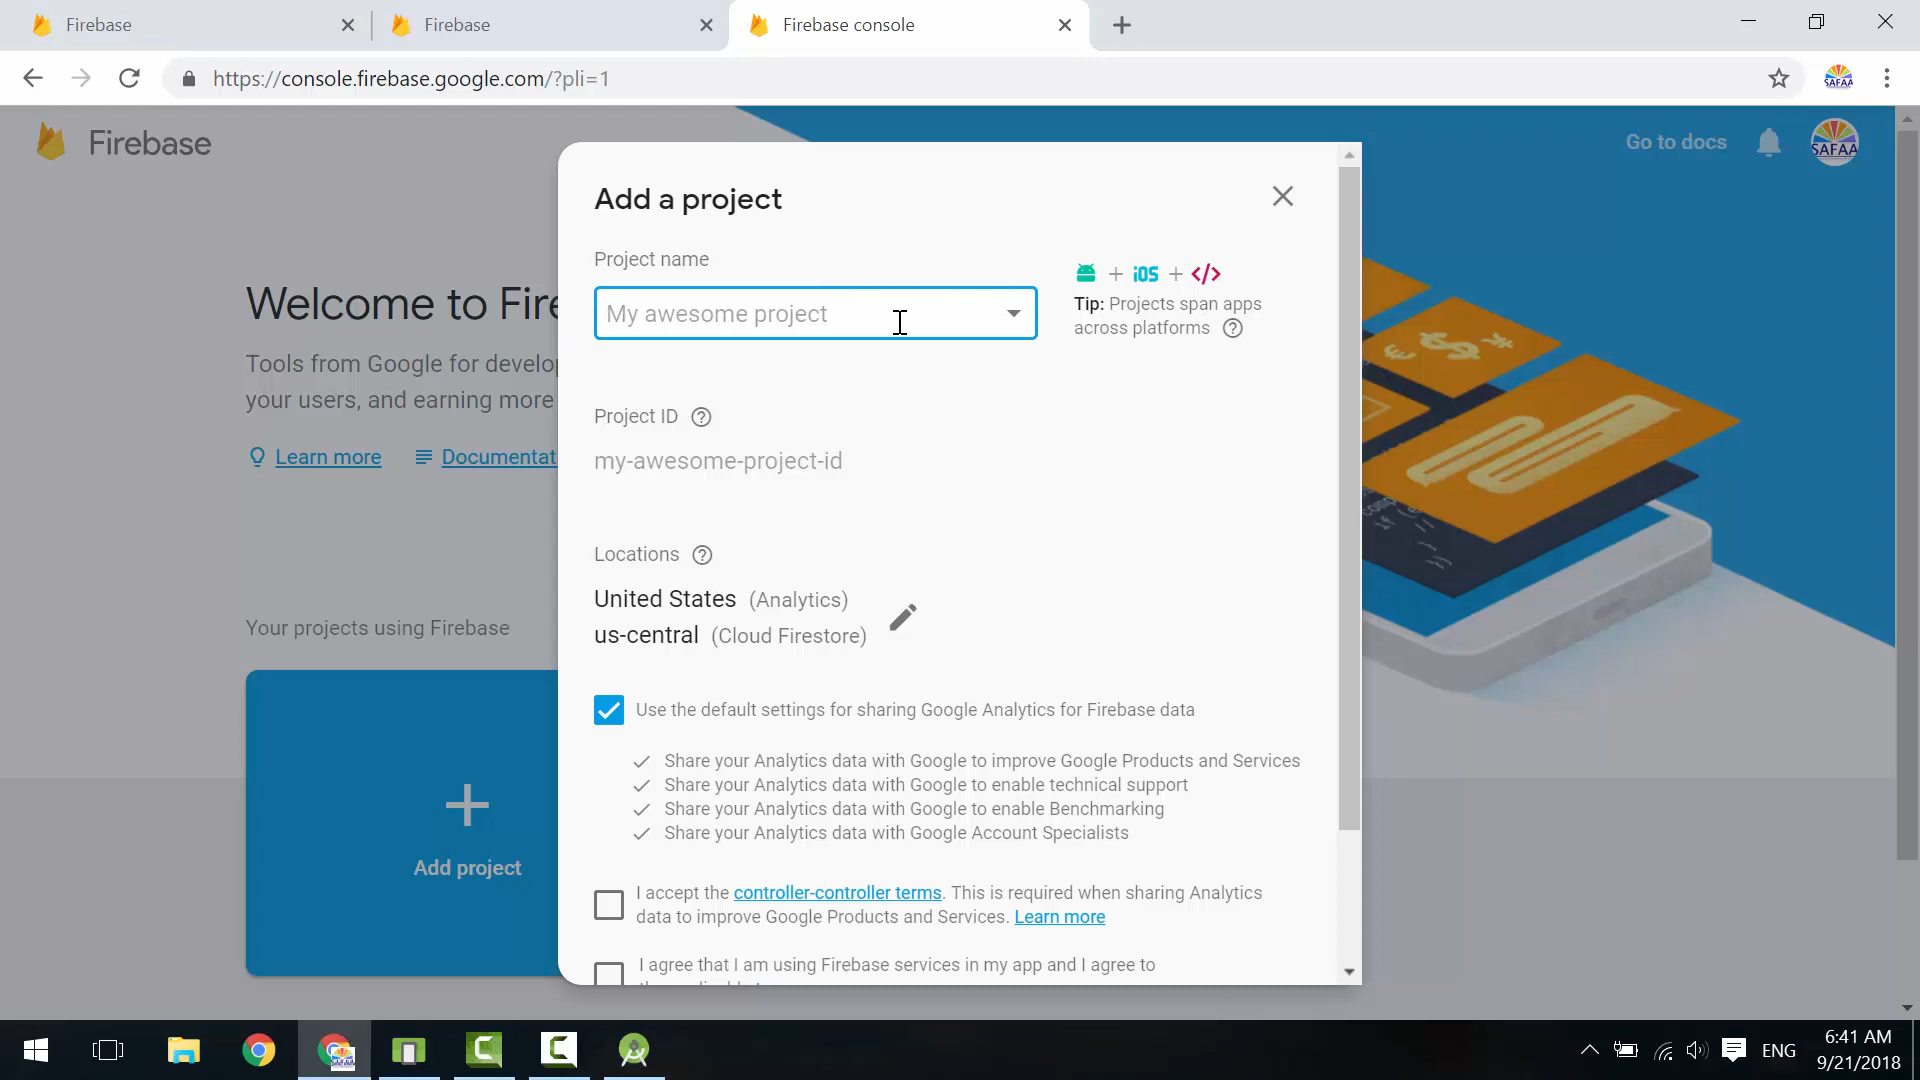 Firebase
Firebase
Firebase console
https://console.firebase.google.com/?pli=1
SAFAA
Firebase
Go to docs
SAFAA
Welcome to Fire
Tools from Google for develop
your users, and earning more
Learn more
Documentat
Your projects using Firebase
Add project
Add a project
Project name
My awesome project
+ iOS + </>
Tip: Projects span apps
across platforms
Project ID
my-awesome-project-id
Locations
United States (Analytics)
us-central (Cloud Firestore)
Use the default settings for sharing Google Analytics for Firebase data
Share your Analytics data with Google to improve Google Products and Services
Share your Analytics data with Google to enable technical support
Share your Analytics data with Google to enable Benchmarking
Share your Analytics data with Google Account Specialists
I accept the controller-controller terms. This is required when sharing Analytics
data to improve Google Products and Services. Learn more
I agree that I am using Firebase services in my app and I agree to
ENG
6:41 AM
9/21/2018